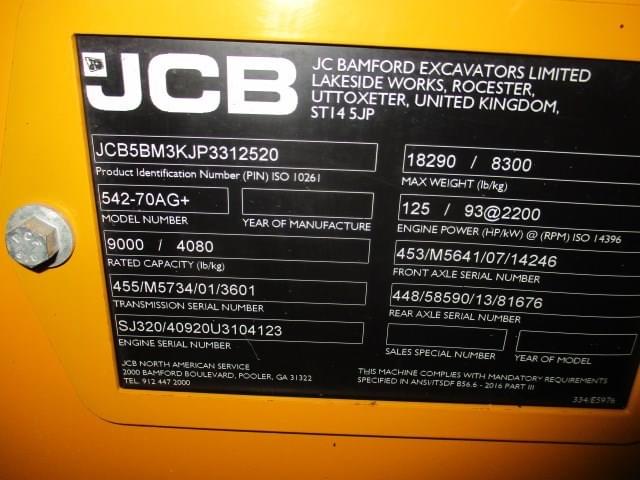 JCB
JC BAMFORD EXCAVATORS LIMITED
LAKESIDE WORKS, ROCESTER,
UTTOXETER, UNITED KINGDOM,
ST14 5JP
JCB5BM3KJP3312520
Product Identification Number (PIN) ISO 10261
542-70AG+
MODEL NUMBER
YEAR OF MANUFACTURE
9000 / 4080
RATED CAPACITY (lb/kg)
455/M5734/01/3601
TRANSMISSION SERIAL NUMBER
SJ320/40920U3104123
ENGINE SERIAL NUMBER
18290 / 8300
MAX WEIGHT (lb/kg)
125 / 93@2200
ENGINE POWER (HP/kW) @ (RPM) ISO 14396
453/M5641/07/14246
FRONT AXLE SERIAL NUMBER
448/58590/13/81676
REAR AXLE SERIAL NUMBER
SALES SPECIAL NUMBER
YEAR OF MODEL
JCB NORTH AMERICAN SERVICE
2000 BAMFORD BOULEVARD, POOLER, GA 31322
TEL. 912 447 2000
THIS MACHINE COMPLIES WITH MANDATORY REQUIREMENTS
SPECIFIED IN ANSI/ITSDF B56.6 - 2016 PART III
334/E5976